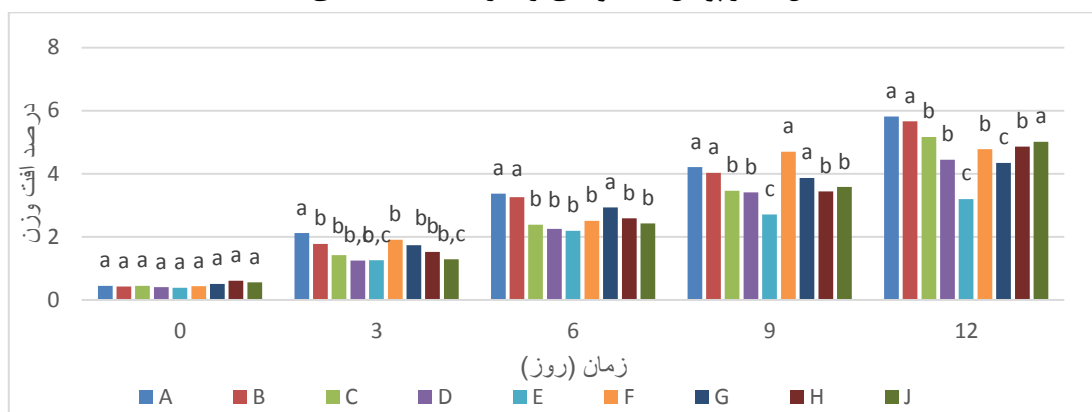 8
6
4
2
0
درصد افت وزن
a a a a a a a a a
a b b b,c b,c b b b b,c
a a b b b b a b b
a a b b c a a b b
a a b b c b c b a
0 3 6 9 12
زمان (روز)
A B C D E F G H J